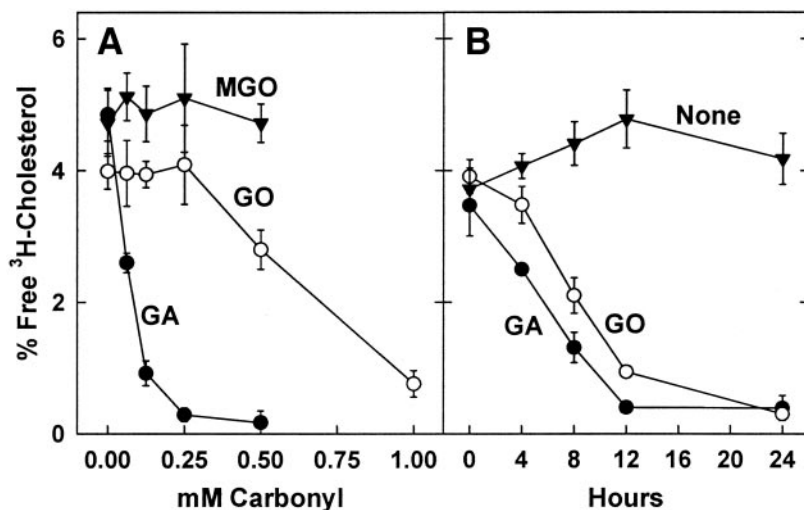 6
4
2
0
% Free ³H-Cholesterol
A
MGO
GO
GA
0.00 0.25 0.50 0.75 1.00
mM Carbonyl
B
None
GO
GA
0 4 8 12 16 20 24
Hours